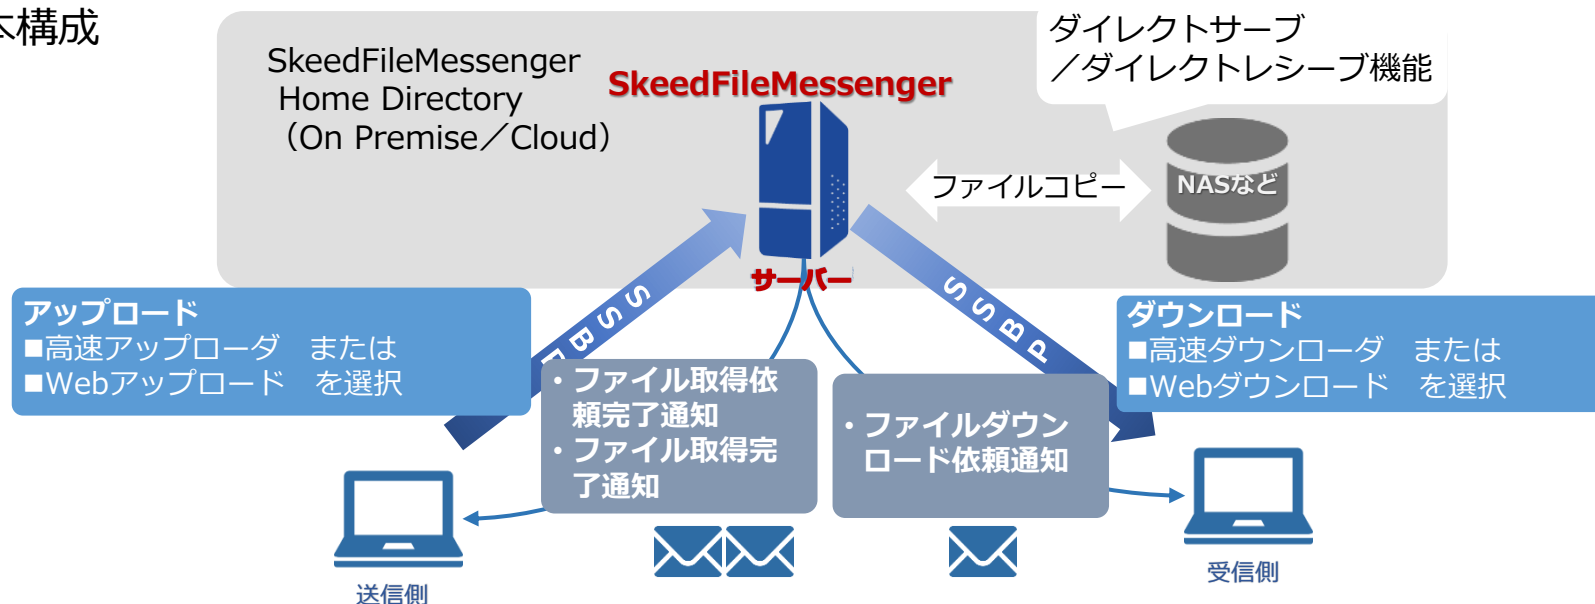 本構成
SkeedFileMessenger
Home Directory
（On Premise／Cloud）
SkeedFileMessenger
サーバー
ダイレクトサーブ
／ダイレクトレシーブ機能
ファイルコピー
NASなど
アップロード
■高速アップローダ　または
■Webアップロード　を選択
SSBP
SSBP
ダウンロード
■高速ダウンローダ　または
■Webダウンロード　を選択
・ファイル取得依
頼完了通知
・ファイル取得完
了通知
・ファイルダウン
ロード依頼通知
送信側
受信側